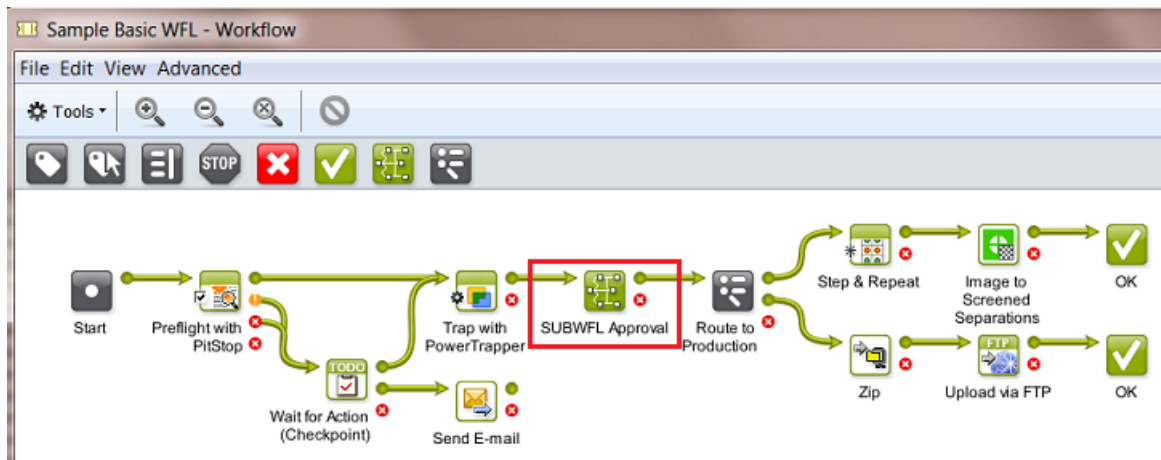 Sample Basic WFL - Workflow
File Edit View Advanced
Tools
STOP
Start
Preflight with
PitStop
Trap with
PowerTrapper
SUBWFL Approval
Route to
Production
Step & Repeat
Image to
Screened
Separations
OK
TODO
Wait for Action
(Checkpoint)
Send E-mail
Zip
FTP
Upload via FTP
OK